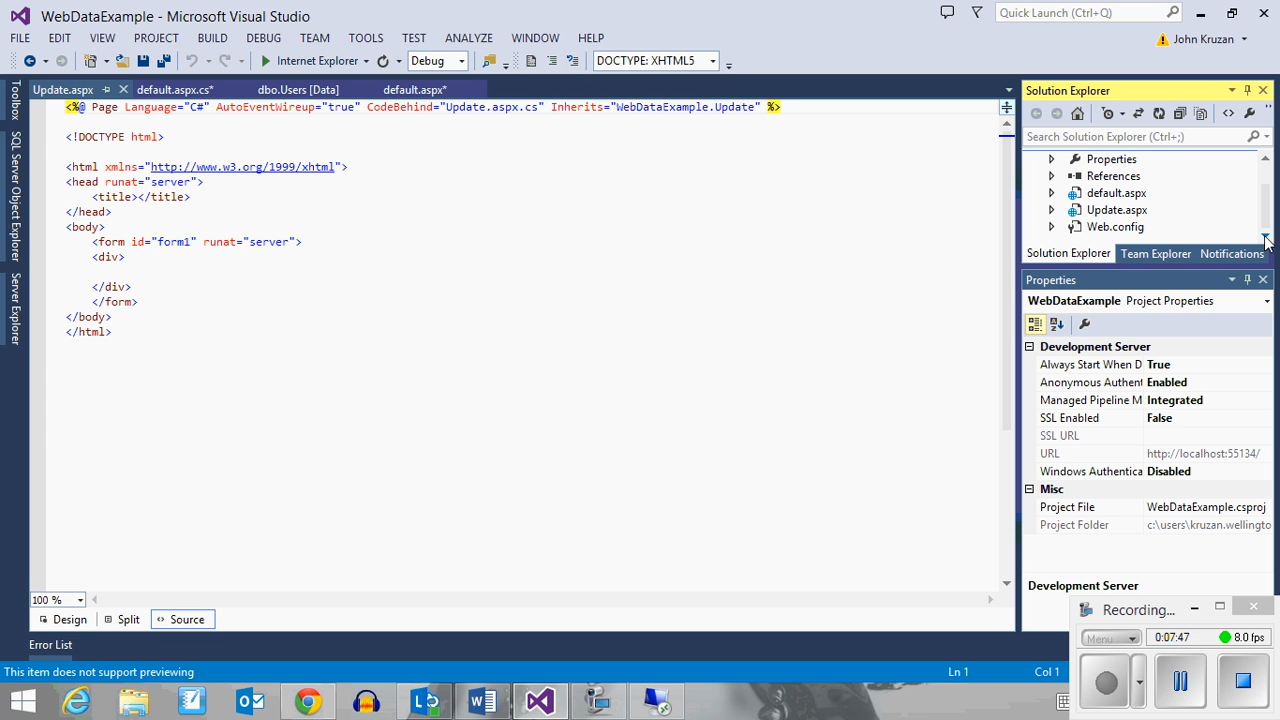 WebDataExample - Microsoft Visual Studio
Quick Launch (Ctrl+Q)
FILE EDIT VIEW PROJECT BUILD DEBUG TEAM TOOLS TEST ANALYZE WINDOW HELP
John Kruzan
Internet Explorer Debug DOCTYPE: XHTML5
Update.aspx default.aspx.cs* dbo.Users [Data] default.aspx*
<%@ Page Language="C#" AutoEventWireup="true" CodeBehind="Update.aspx.cs" Inherits="WebDataExample.Update" %>
<!DOCTYPE html>
<html xmlns="http://www.w3.org/1999/xhtml">
<head runat="server">
<title></title>
</head>
<body>
<form id="form1" runat="server">
<div>
</div>
</form>
</body>
</html>
Toolbox
SQL Server Object Explorer
Server Explorer
100 %
Design Split Source
Error List
This item does not support previewing
Ln 1 Col 1
Solution Explorer
Search Solution Explorer (Ctrl+;)
Properties
References
default.aspx
Update.aspx
Web.config
Solution Explorer Team Explorer Notifications
Properties
WebDataExample Project Properties
Development Server
Always Start When D True
Anonymous Authent Enabled
Managed Pipeline M Integrated
SSL Enabled False
SSL URL
URL http://localhost:55134/
Windows Authentica Disabled
Misc
Project File WebDataExample.csproj
Project Folder c:\users\kruzan.wellingto
Development Server
Recording...
Menu 0:07:47 8.0 fps